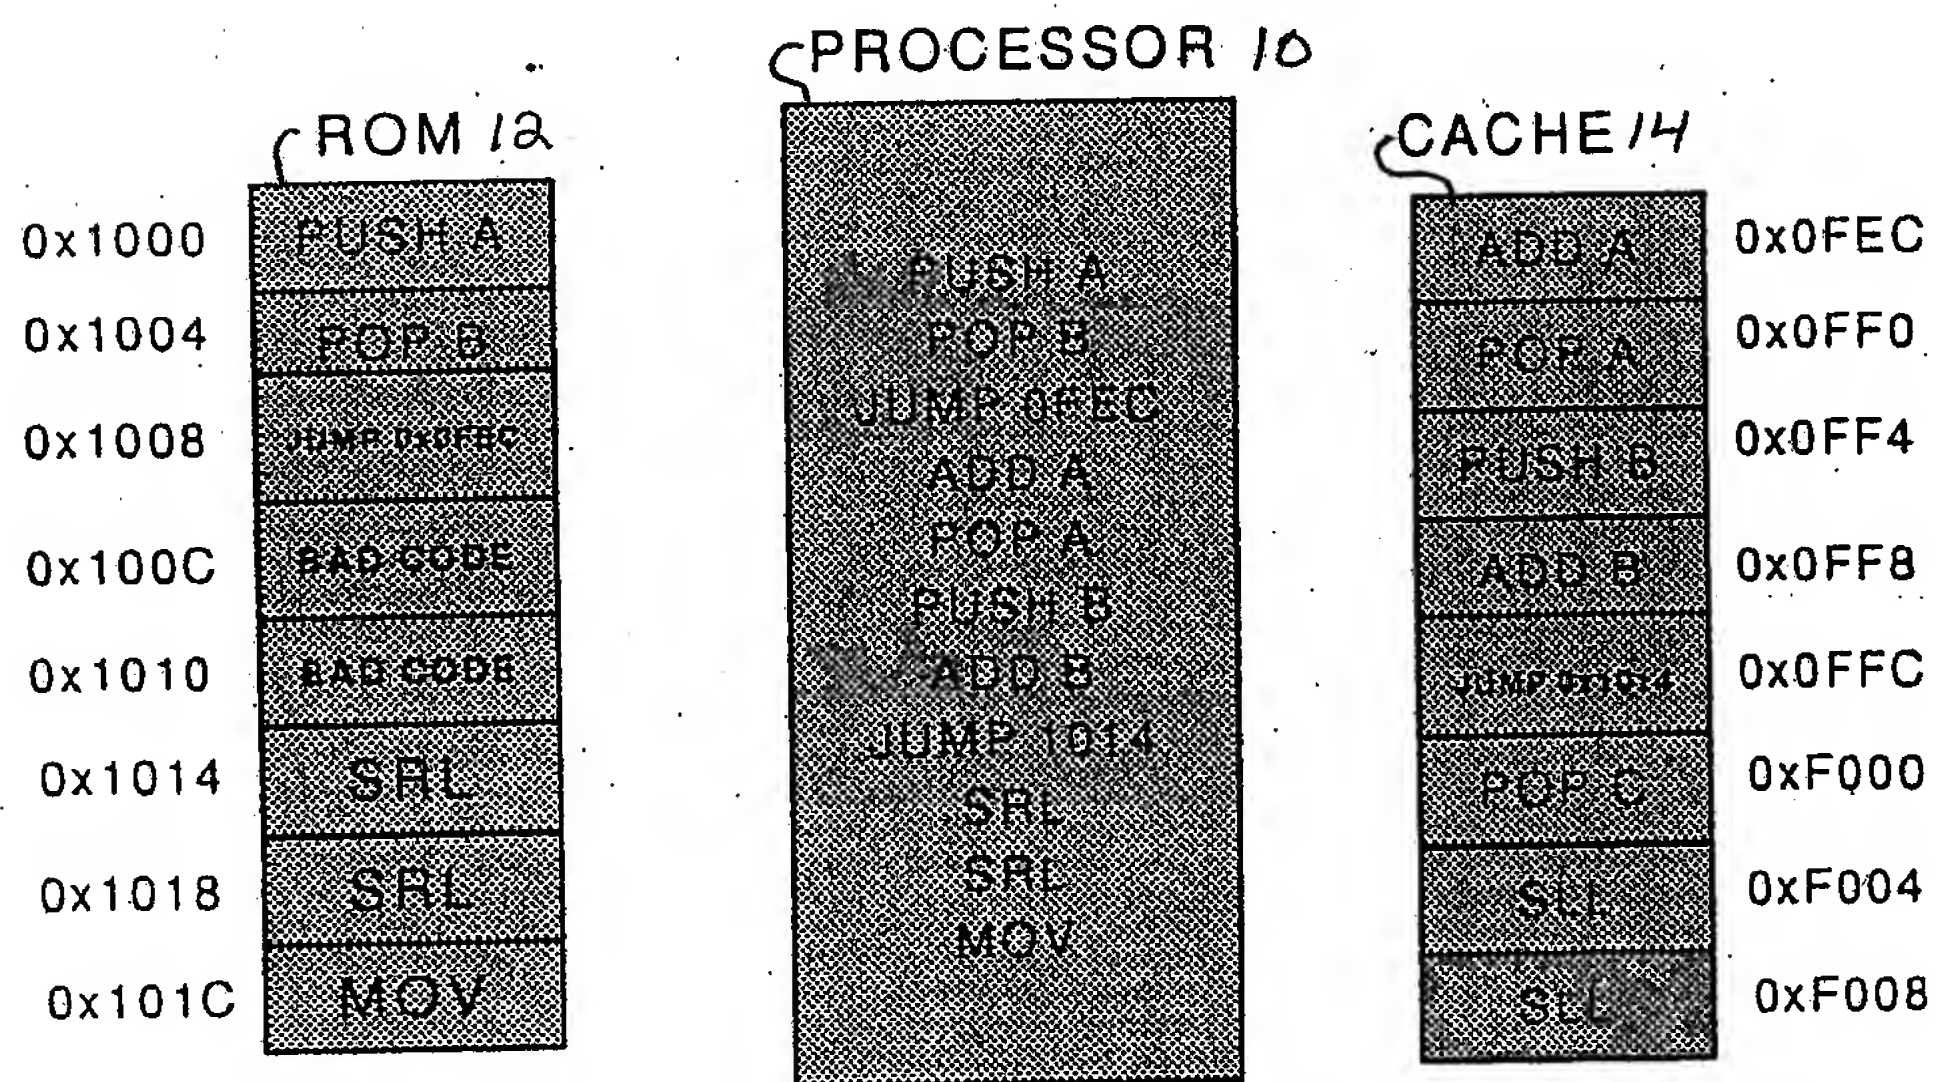 PROCESSOR 10
ROM 12
CACHE 14
0x1000 PUSH A
0x1004 POP B
0x1008 JUMP 0x0FEC
0x100C BAD CODE
0x1010 BAD CODE
0x1014 SRL
0x1018 SRL
0x101C MOV
PUSH A
POP B
JUMP 0FEC
ADD A
POP A
PUSH B
ADD B
JUMP 1014
SRL
SRL
MOV
ADD A 0x0FEC
POP A 0x0FF0
PUSH B 0x0FF4
ADD B 0x0FF8
JUMP 0x1014 0x0FFC
POP C 0xF000
SLL 0xF004
SLL 0xF008